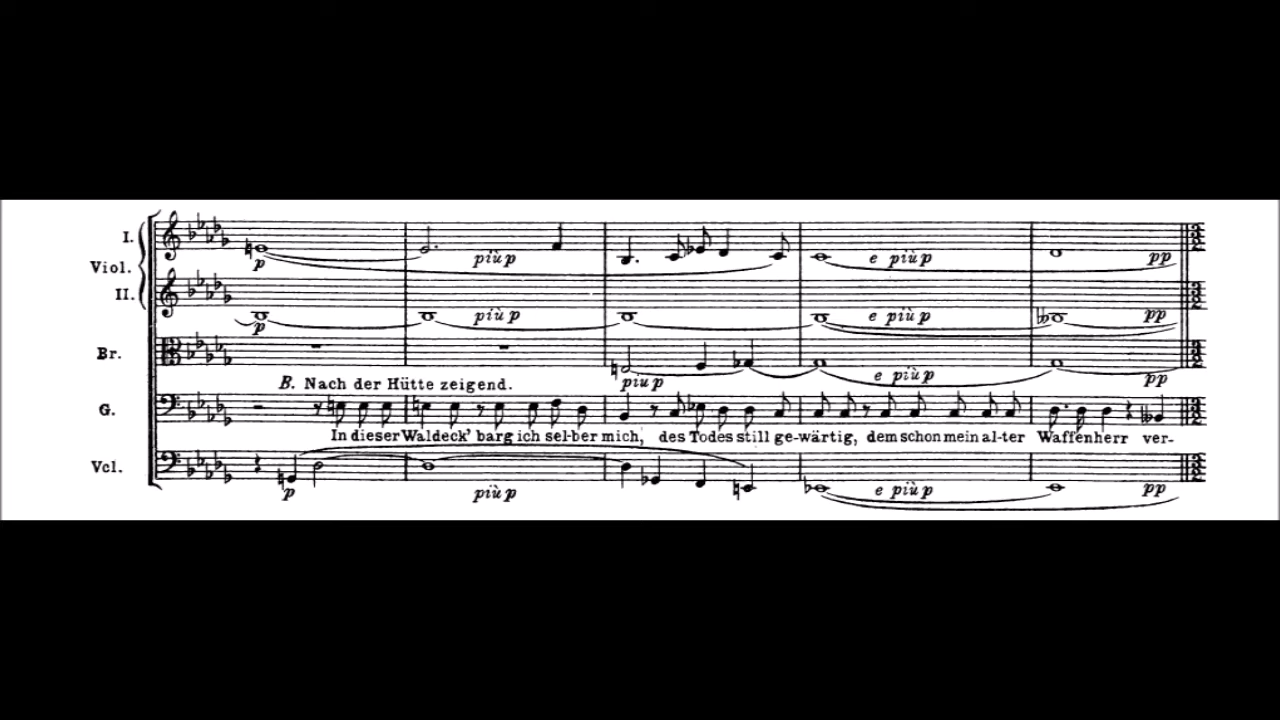 I.
p
più p
e più p
pp
Viol.
II.
p
più p
e più p
pp
Br.
più p
e più p
pp
B. Nach der Hütte zeigend.
G.
In dieser Waldeck' barg ich sel-ber mich, des Todes still ge-wärtig, dem schon mein al-ter Waffenherr ver-
Vcl.
p
più p
e più p
pp